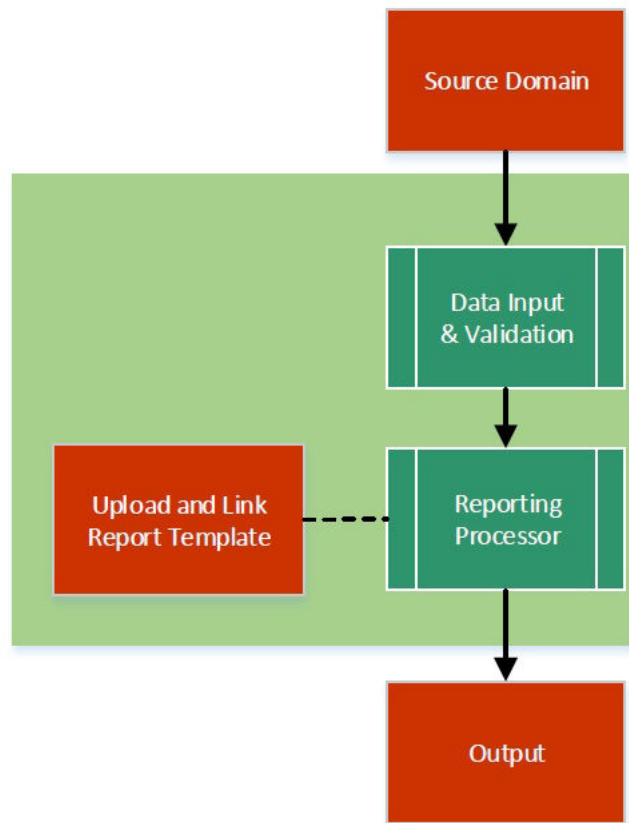 Source Domain
Data Input
& Validation
Upload and Link
Report Template
Reporting
Processor
Output